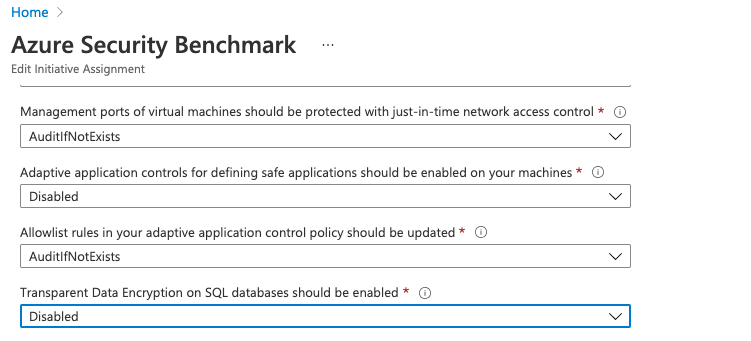 Home >
Azure Security Benchmark ...
Edit Initiative Assignment
Management ports of virtual machines should be protected with just-in-time network access control *
AuditIfNotExists
Adaptive application controls for defining safe applications should be enabled on your machines *
Disabled
Allowlist rules in your adaptive application control policy should be updated *
AuditIfNotExists
Transparent Data Encryption on SQL databases should be enabled *
Disabled